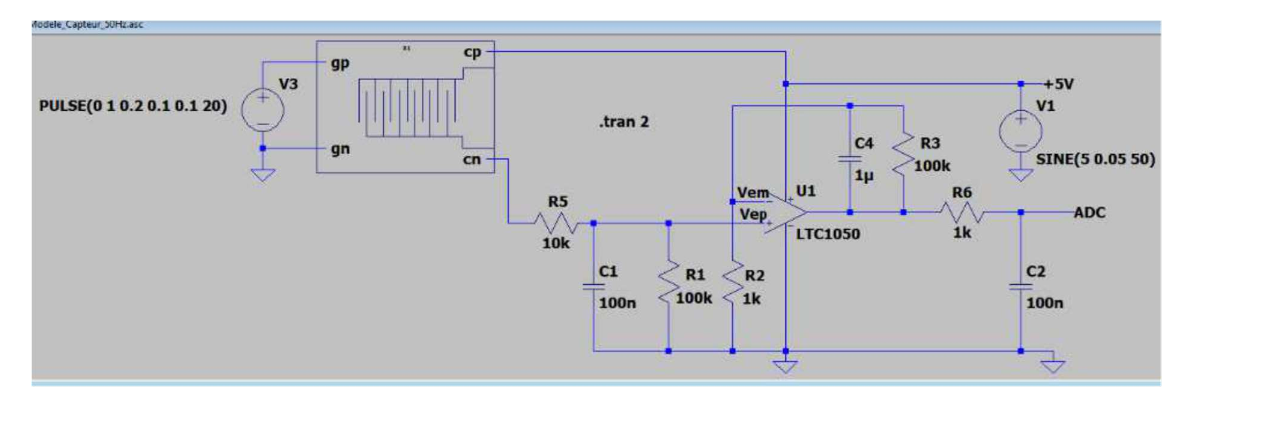 Modele_Capteur_50Hz.asc
"
cp
gp
+5V
V3
V1
PULSE(0 1 0.2 0.1 0.1 20)
.tran 2
gn
cn
C4
R3
1µ
100k
SINE(5 0.05 50)
Vem
U1
R6
R5
Vep
ADC
10k
LTC1050
1k
C1
R1
R2
C2
100n
100k
1k
100n